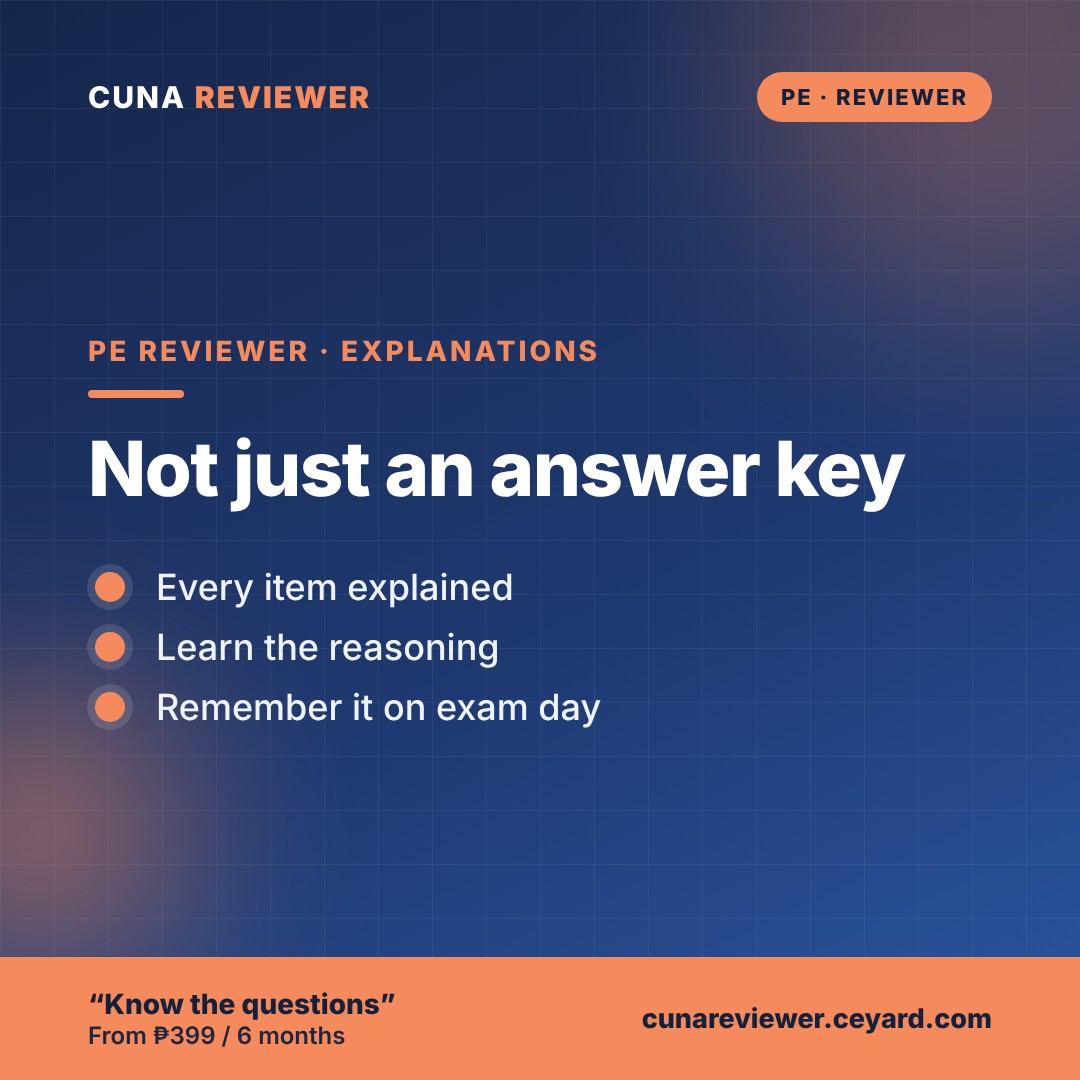 CUNA REVIEWER
PE · REVIEWER
PE REVIEWER · EXPLANATIONS
Not just an answer key
Every item explained
Learn the reasoning
Remember it on exam day
“Know the questions”
From ₱399 / 6 months
cunareviewer.ceyard.com